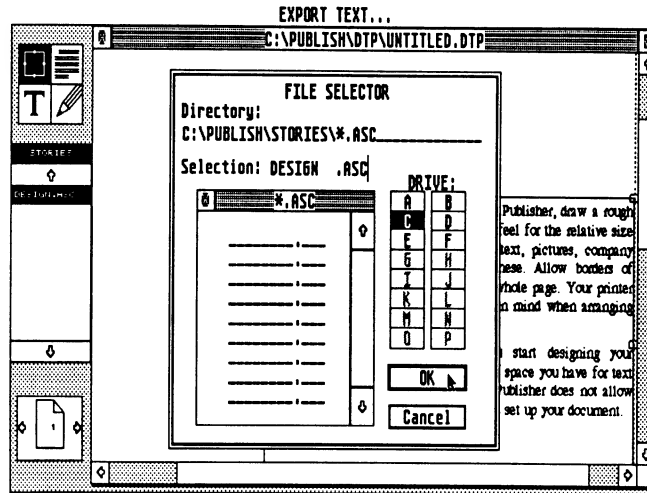 EXPORT TEXT...
C:\PUBLISH\DTP\UNTITLED.DTP
T
STORIES
FILE SELECTOR
Directory:
C:\PUBLISH\STORIES\*.ASC
Selection: DESIGN .ASC
*.ASC
DRIVE:
A B
C D
E F
G H
I J
K L
M N
O P
OK
Cancel
1
Publisher, draw a rough
feel for the relative size
text, pictures, company
hese. Allow borders of
whole page. Your printer
n mind when arranging
start designing your
space you have for text
Publisher does not allow
set up your document.